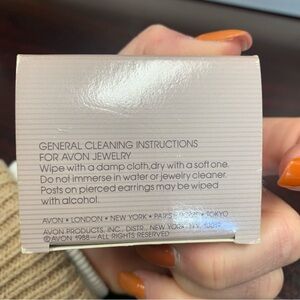 GENERAL CLEANING INSTRUCTIONS
FOR AVON JEWELRY
Wipe with a damp cloth, dry with a soft one.
Do not immerse in water or jewelry cleaner.
Posts on pierced earrings may be wiped
with alcohol.
AVON • LONDON • NEW YORK • PARIS • ROME • TOKYO
AVON PRODUCTS, INC., DISTR., NEW YORK, N.Y.
©AVON 1988—ALL RIGHTS RESERVED